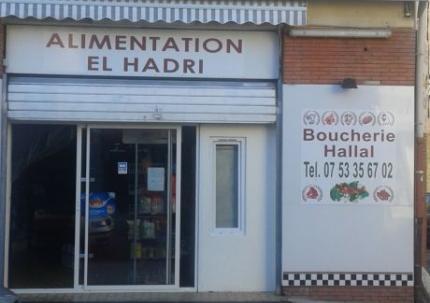 ALIMENTATION
EL HADRI
Boucherie
Hallal
Tel. 07 53 35 67 02